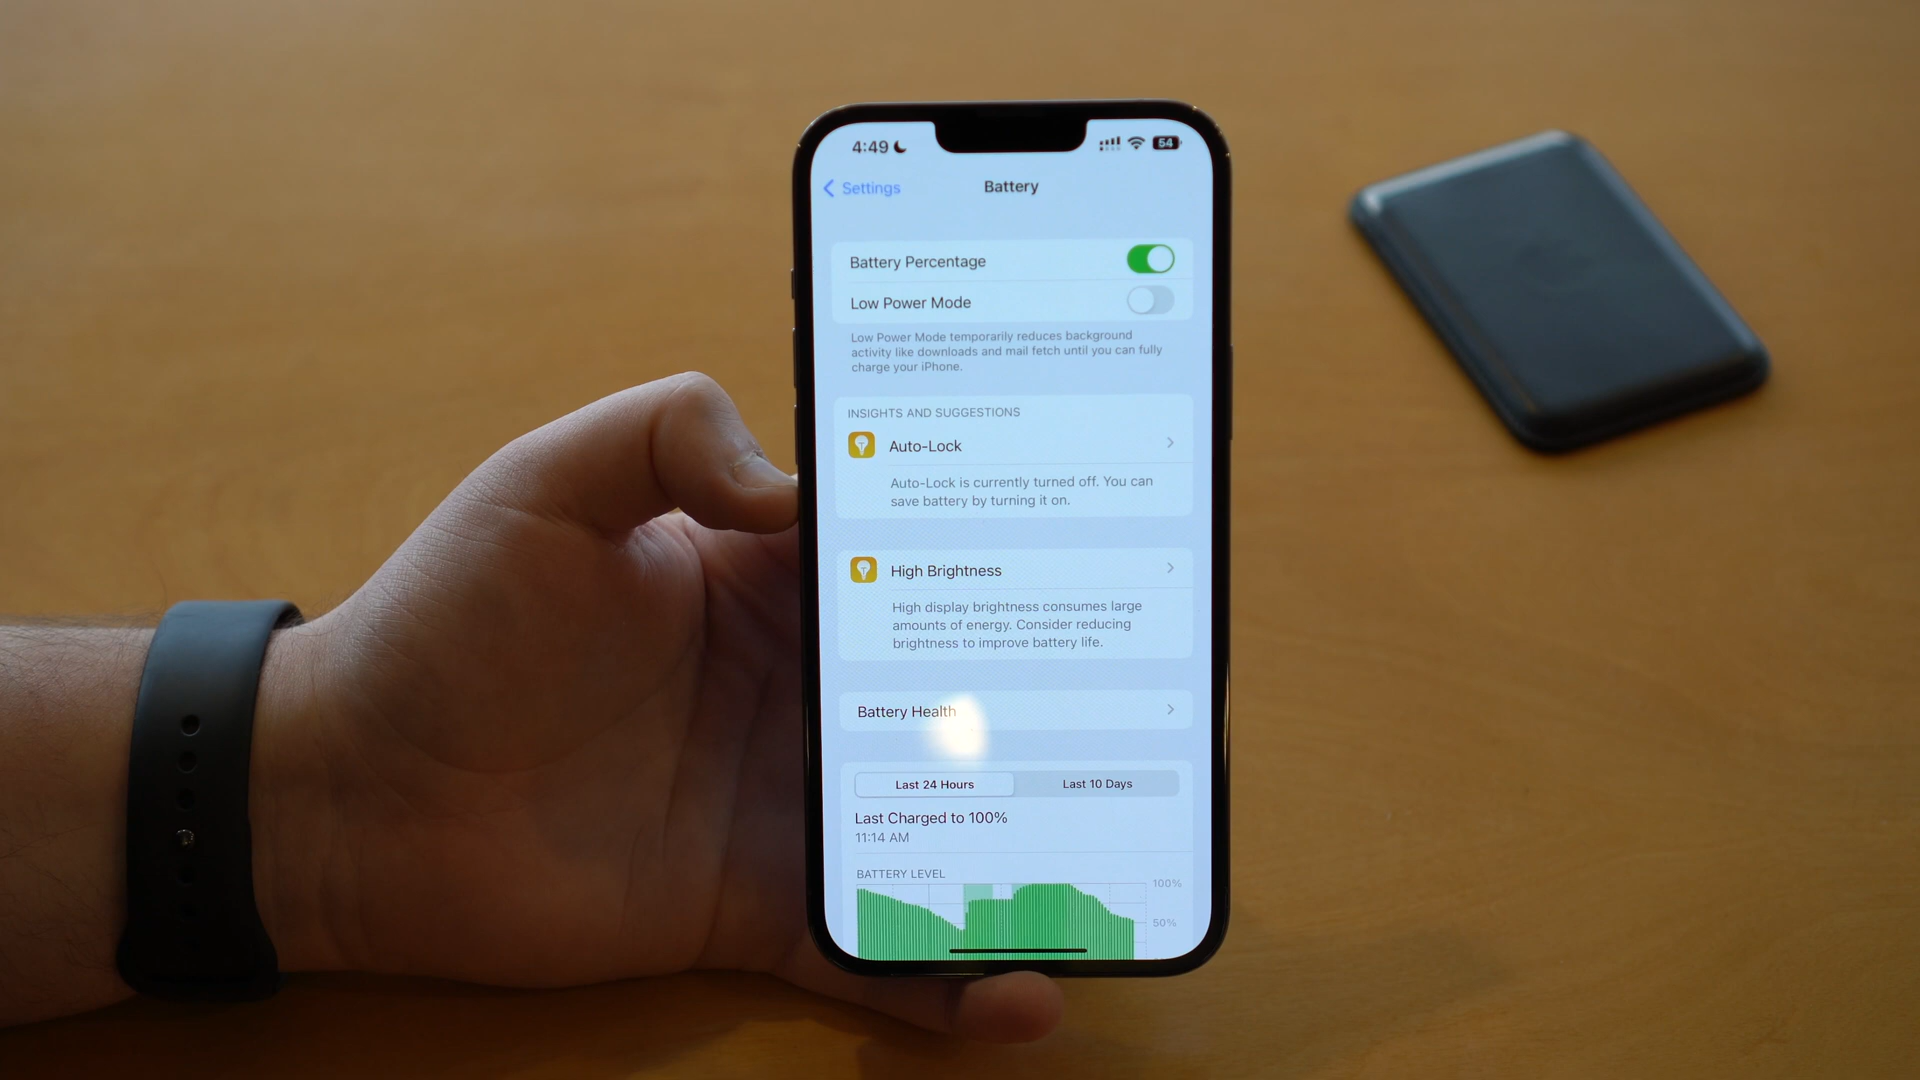 4:49
54
Settings
Battery
Battery Percentage
Low Power Mode
Low Power Mode temporarily reduces background
activity like downloads and mail fetch until you can fully
charge your iPhone.
INSIGHTS AND SUGGESTIONS
Auto-Lock
Auto-Lock is currently turned off. You can
save battery by turning it on.
High Brightness
High display brightness consumes large
amounts of energy. Consider reducing
brightness to improve battery life.
Battery Health
Last 24 Hours
Last 10 Days
Last Charged to 100%
11:14 AM
BATTERY LEVEL
100%
50%